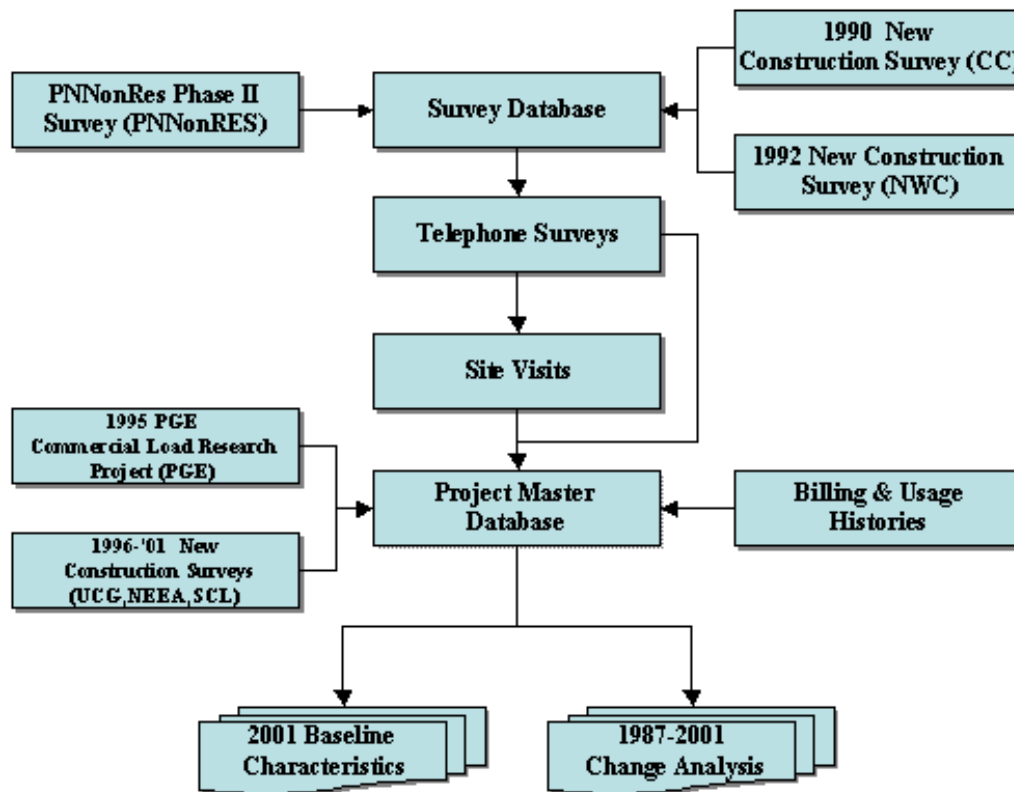 1990 New
Construction Survey (CC)
PNNonRes Phase II
Survey (PNNonRES)
Survey Database
1992 New Construction
Survey (NWC)
Telephone Surveys
Site Visits
1995 PGE
Commercial Load Research
Project (PGE)
Project Master
Database
Billing & Usage
Histories
1996-'01 New
Construction Surveys
(UCG,NEEA,SCL)
2001 Baseline
Characteristics
1987-2001
Change Analysis